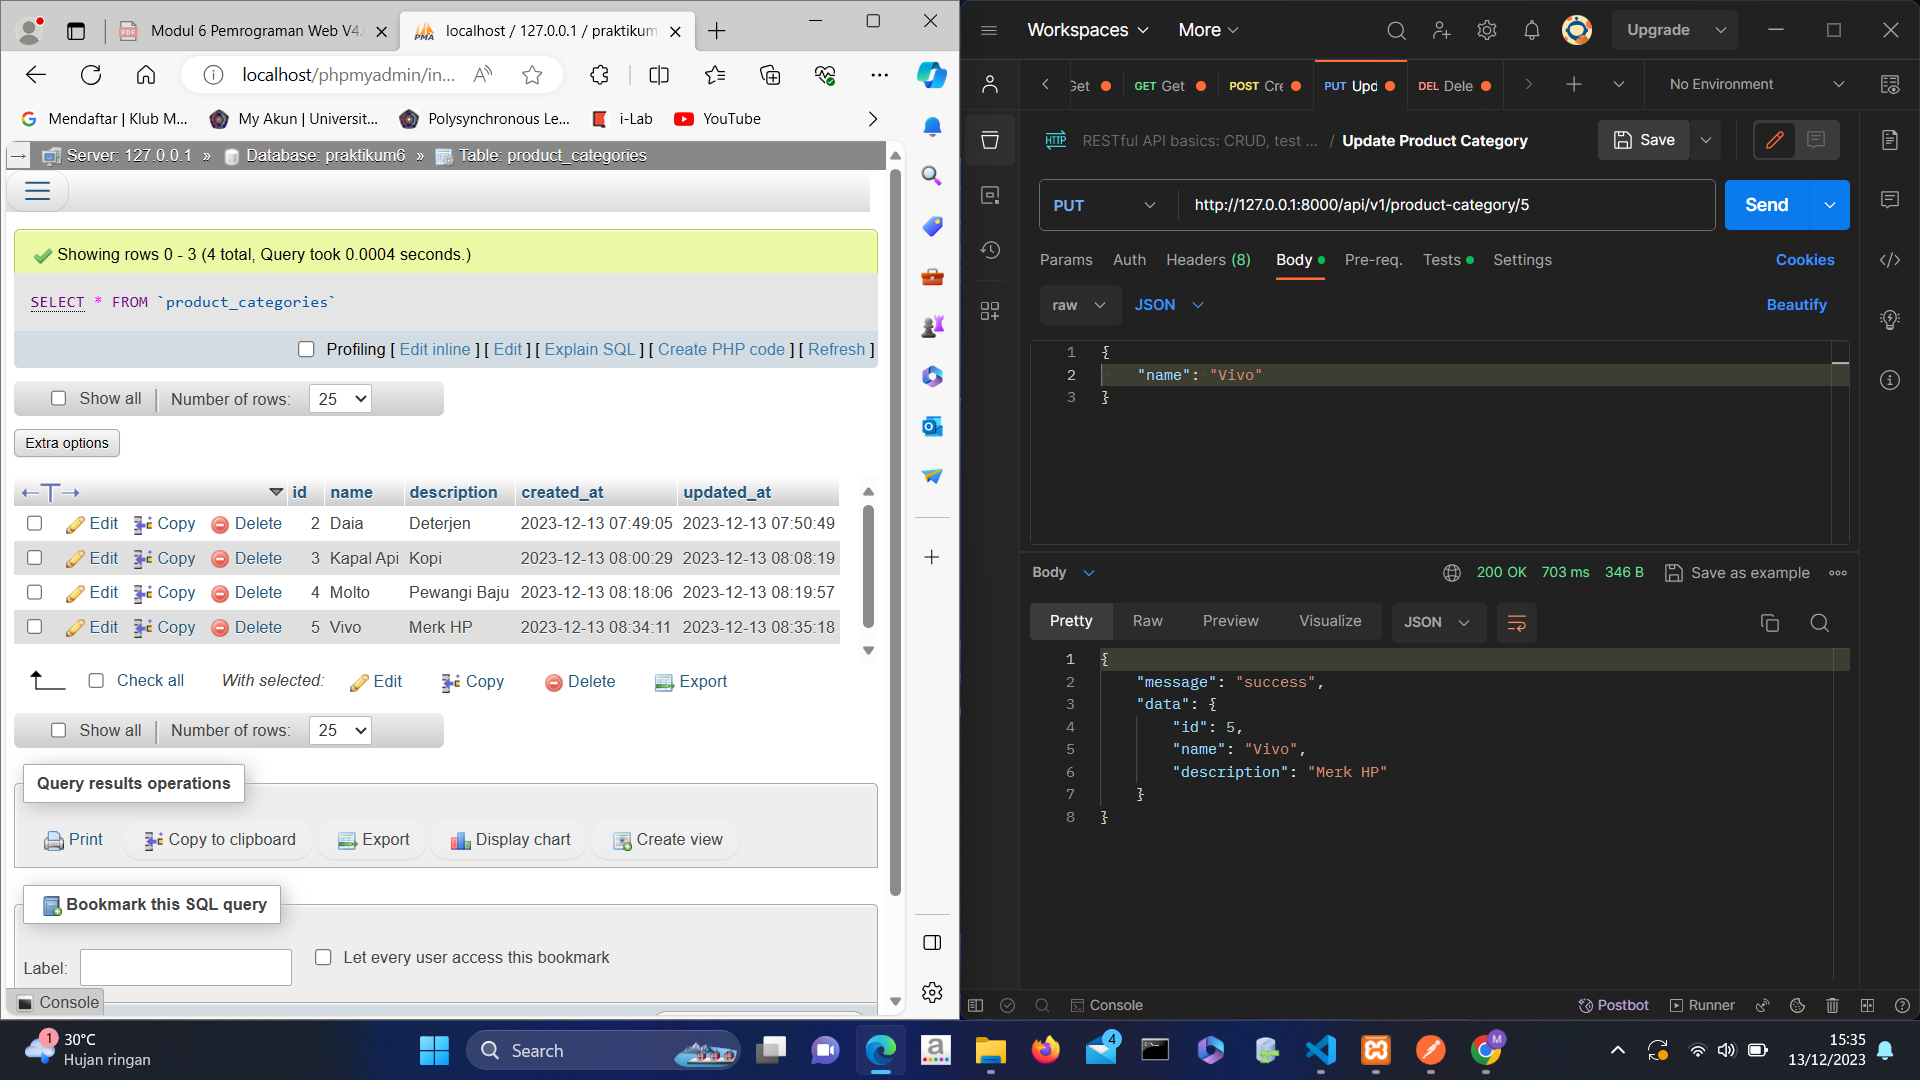 Modul 6 Pemrograman Web V4.
localhost / 127.0.0.1 / praktikum
localhost/phpmyadmin/in...
Mendaftar | Klub M...
My Akun | Universit...
Polysynchronous Le...
i-Lab
YouTube
Server: 127.0.0.1 » Database: praktikum6 » Table: product_categories
Showing rows 0 - 3 (4 total, Query took 0.0004 seconds.)
SELECT * FROM `product_categories`
Profiling [ Edit inline ] [ Edit ] [ Explain SQL ] [ Create PHP code ] [ Refresh ]
Show all Number of rows: 25
Extra options
id name description created_at updated_at
Edit Copy Delete 2 Daia Deterjen 2023-12-13 07:49:05 2023-12-13 07:50:49
Edit Copy Delete 3 Kapal Api Kopi 2023-12-13 08:00:29 2023-12-13 08:08:19
Edit Copy Delete 4 Molto Pewangi Baju 2023-12-13 08:18:06 2023-12-13 08:19:57
Edit Copy Delete 5 Vivo Merk HP 2023-12-13 08:34:11 2023-12-13 08:35:18
Check all With selected: Edit Copy Delete Export
Show all Number of rows: 25
Query results operations
Print Copy to clipboard Export Display chart Create view
Bookmark this SQL query
Label: Let every user access this bookmark
Console
Workspaces More Upgrade
Get GET Get POST Cre PUT Upd DEL Dele No Environment
HTTP RESTful API basics: CRUD, test ... / Update Product Category Save
PUT http://127.0.0.1:8000/api/v1/product-category/5 Send
Params Auth Headers (8) Body Pre-req. Tests Settings Cookies
raw JSON Beautify
1 {
2 "name": "Vivo"
3 }
Body 200 OK 703 ms 346 B Save as example
Pretty Raw Preview Visualize JSON
1 {
2 "message": "success",
3 "data": {
4 "id": 5,
5 "name": "Vivo",
6 "description": "Merk HP"
7 }
8 }
Console Postbot Runner
1 30°C
Hujan ringan
Search
4
M
15:35
13/12/2023